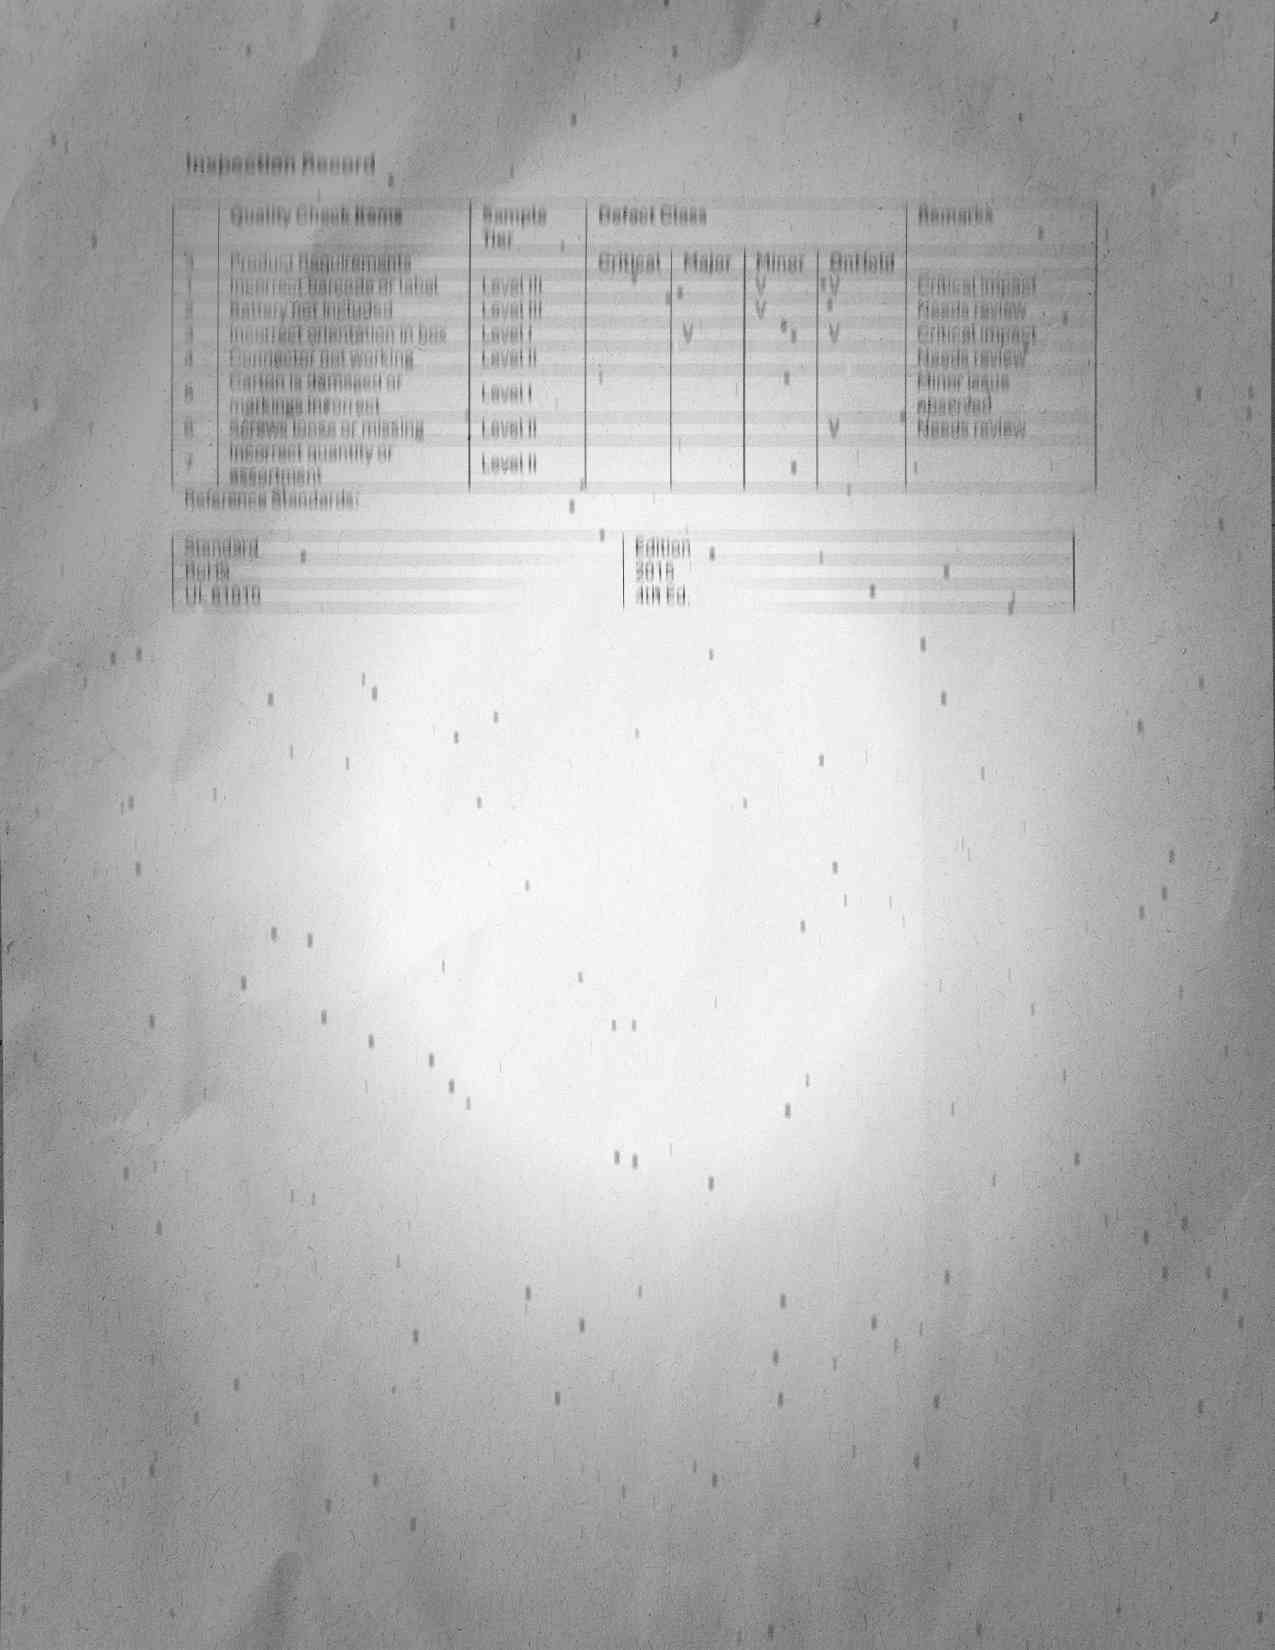 Inspection Record
Quality Check Items Sample Defect Class Remarks
Tier
Product Requirements Critical Major Minor OnHold
1 Incorrect barcode or label Level III V V Critical impact
2 Battery not included Level III V Needs review
3 Incorrect orientation in box Level I V V Critical impact
4 Connector not working Level II Needs review
Carton is damaged or Minor issue
5 Level I
markings incorrect observed
6 Screws loose or missing Level II V Needs review
Incorrect quantity or
7 Level II
assortment
Reference Standards:
Standard Edition
UL 61010 4th Ed.